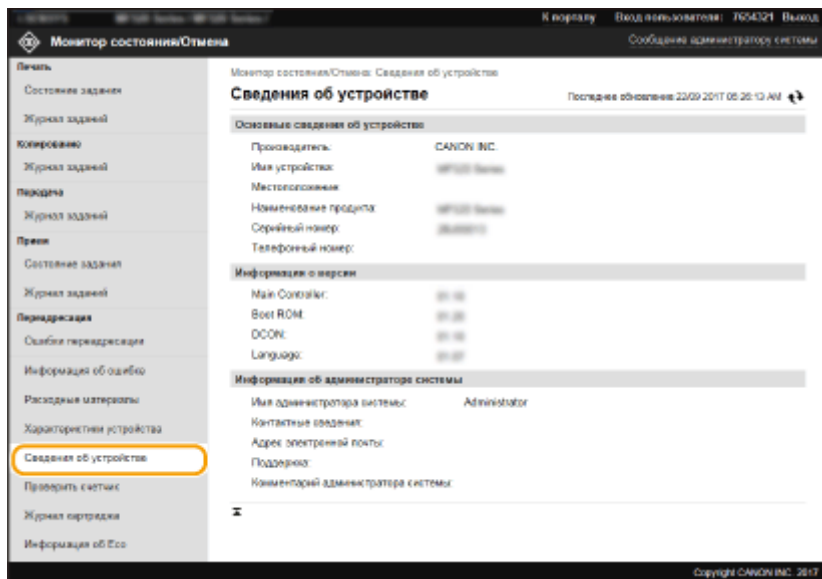 К порталу Вход пользователя: 7654321 Выход
Монитор состояния/Отмена
Сообщение администратору системы
Печать
Состояние задания
Журнал заданий
Копирование
Журнал заданий
Передача
Журнал заданий
Прием
Состояние задания
Журнал заданий
Переадресация
Ошибки переадресации
Информация об ошибке
Расходные материалы
Характеристики устройства
Сведения об устройстве
Проверить счетчик
Журнал картриджа
Информация об Eco
Монитор состояния/Отмена: Сведения об устройстве
Сведения об устройстве
Последнее обновление 22/09 2017 05:26:13 AM
Основные сведения об устройстве
Производитель: CANON INC.
Имя устройства:
Местоположение:
Наименование продукта:
Серийный номер:
Телефонный номер:
Информация о версии
Main Controller:
Boot ROM:
DCON:
Language:
Информация об администраторе системы
Имя администратора системы: Administrator
Контактные сведения:
Адрес электронной почты:
Поддержка:
Комментарий администратора системы:
Copyright CANON INC. 2017